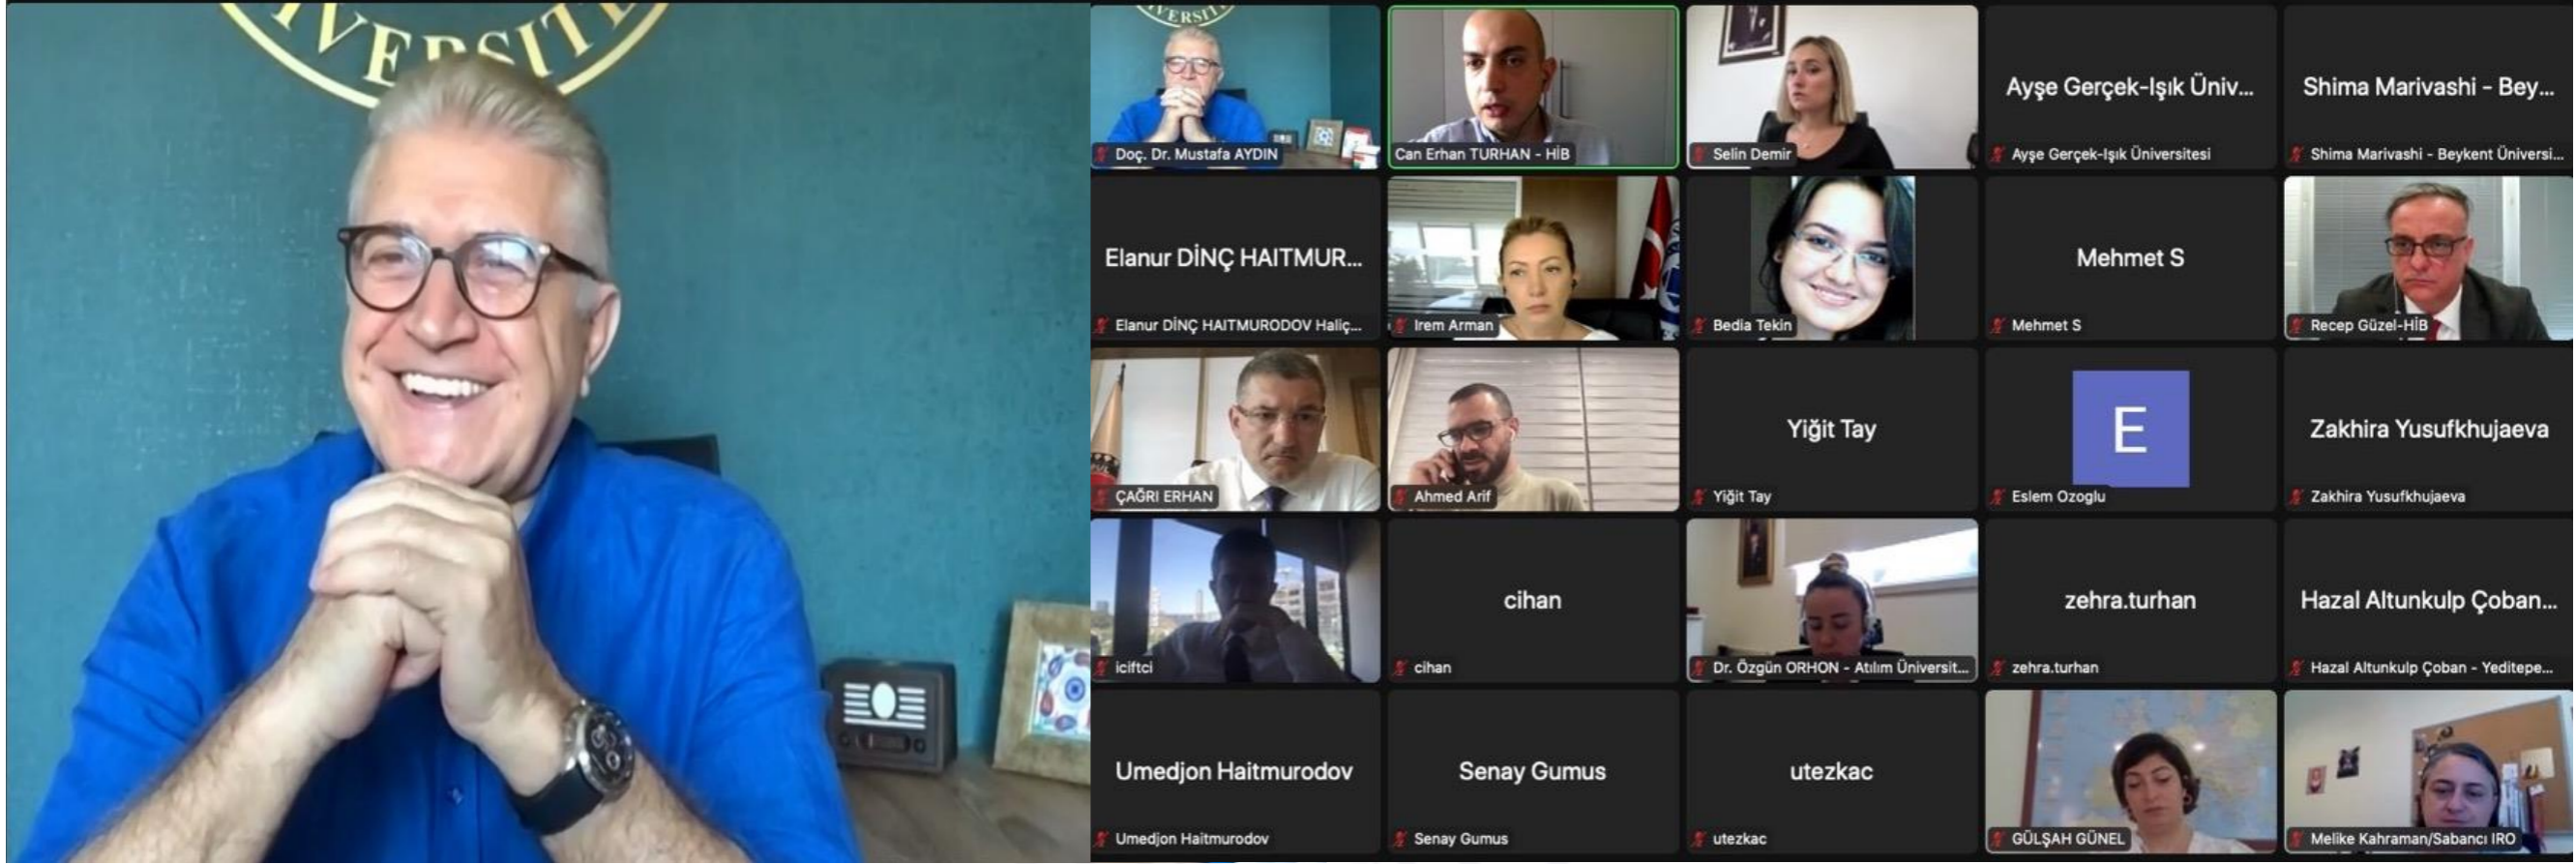 VERSIT
VERSIT
Doç. Dr. Mustafa AYDIN
Can Erhan TURHAN - HİB
Selin Demir
Ayşe Gerçek-Işık Üniv...
Ayşe Gerçek-Işık Üniversitesi
Shima Marivashi - Bey...
Shima Marivashi - Beykent Üniversi...
Elanur DİNÇ HAITMUR...
Elanur DİNÇ HAITMURODOV Haliç...
Irem Arman
Bedia Tekin
Mehmet S
Mehmet S
Recep Güzel-HİB
ÇAĞRI ERHAN
Ahmed Arif
Yiğit Tay
Yiğit Tay
E
Eslem Ozoglu
Zakhira Yusufkhujaeva
Zakhira Yusufkhujaeva
iciftci
cihan
cihan
Dr. Özgün ORHON - Atılım Üniversit...
zehra.turhan
zehra.turhan
Hazal Altunkulp Çoban...
Hazal Altunkulp Çoban - Yeditepe...
Umedjon Haitmurodov
Umedjon Haitmurodov
Senay Gumus
Senay Gumus
utezkac
utezkac
GÜLŞAH GÜNEL
Melike Kahraman/Sabancı IRO